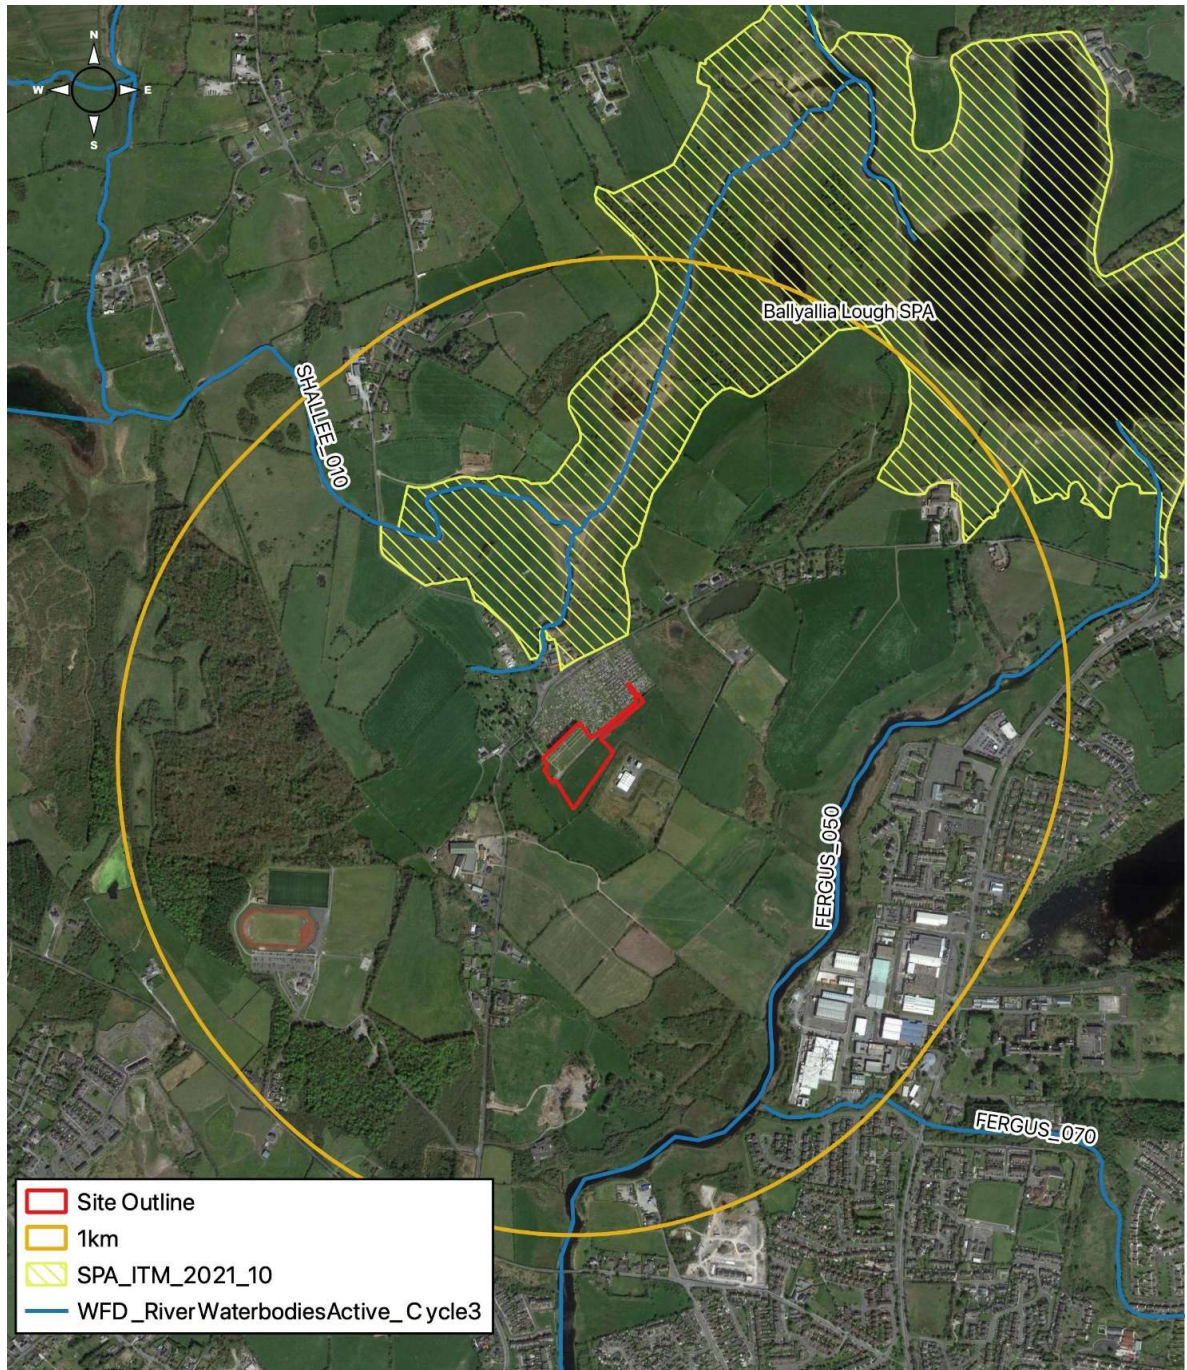 N
W E
S
Ballyallia Lough SPA
SHALLEE_010
FERGUS_050
FERGUS_070
Site Outline
1km
SPA_ITM_2021_10
WFD_RiverWaterbodiesActive_Cycle3